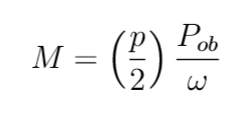 M = (p/2) P_ob/ω